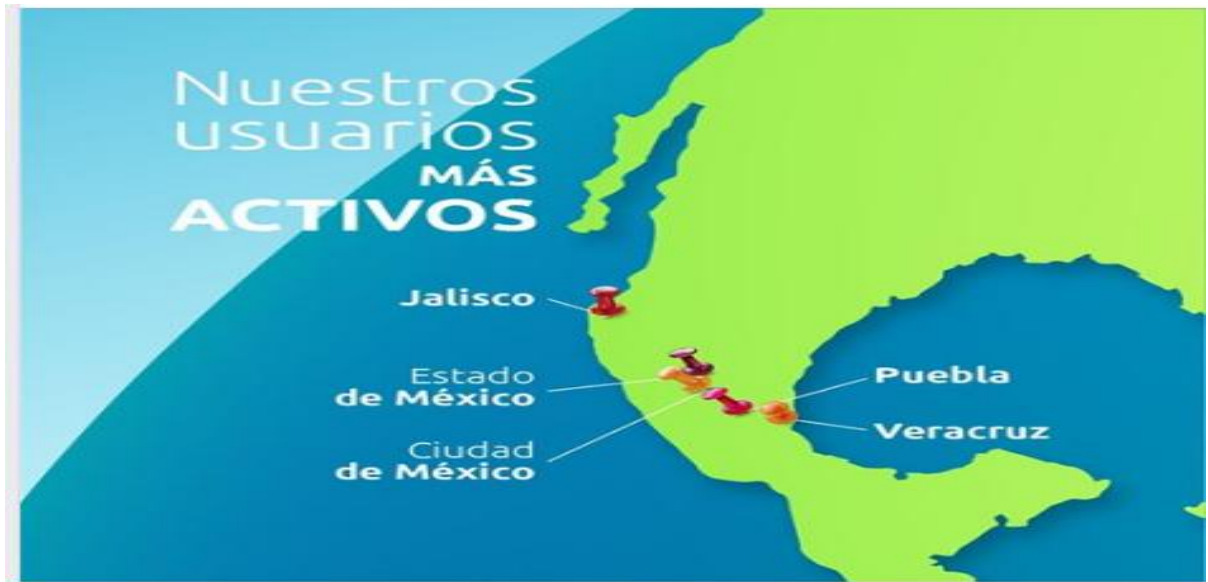 Nuestros
usuarios
MÁS
ACTIVOS
Jalisco
Estado
de México
Ciudad
de México
Puebla
Veracruz